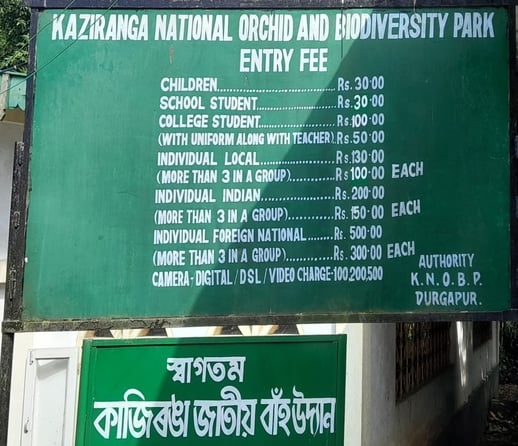 KAZIRANGA NATIONAL ORCHID AND BIODIVERSITY PARK
ENTRY FEE
CHILDREN........................Rs.30.00
SCHOOL STUDENT................Rs.30.00
COLLEGE STUDENT..............Rs.100.00
(WITH UNIFORM ALONG WITH TEACHER).Rs.50.00
INDIVIDUAL LOCAL..............Rs.130.00
(MORE THAN 3 IN A GROUP)..........Rs 100.00 EACH
INDIVIDUAL INDIAN..............Rs.200.00
(MORE THAN 3 IN A GROUP)..........Rs.150.00 EACH
INDIVIDUAL FOREIGN NATIONAL.....Rs.500.00
(MORE THAN 3 IN A GROUP)..........Rs.300.00 EACH
CAMERA-DIGITAL/DSL/VIDEO CHARGE-100,200,500
AUTHORITY
K.N.O.B.P.
DURGAPUR.
স্বাগতম
কাজিৰঙা জাতীয় বাঁহ উদ্যান